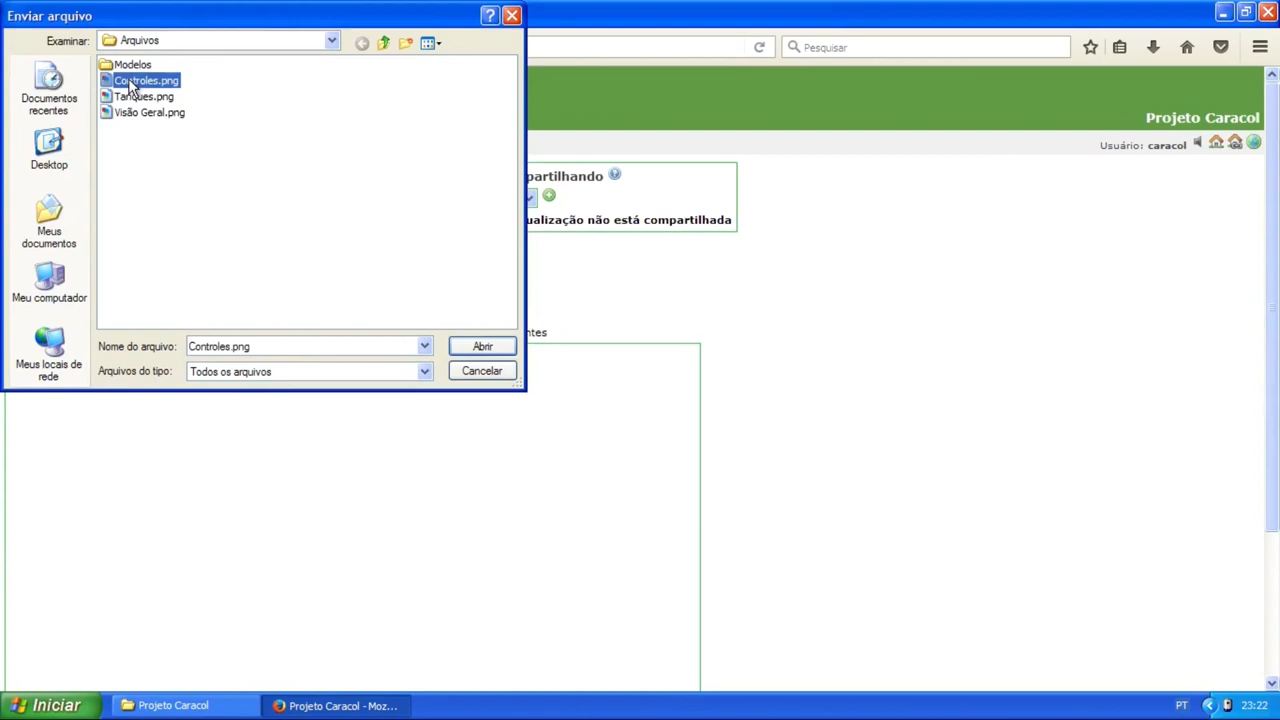 Enviar arquivo
Examinar: Arquivos
Modelos
Controles.png
Tanques.png
Visão Geral.png
Documentos recentes
Desktop
Meus documentos
Meu computador
Meus locais de rede
Nome do arquivo: Controles.png Abrir
Arquivos do tipo: Todos os arquivos Cancelar
Pesquisar
Projeto Caracol
Usuário: caracol
partilhando
ualização não está compartilhada
ntes
Iniciar Projeto Caracol Projeto Caracol - Moz... PT 23:22